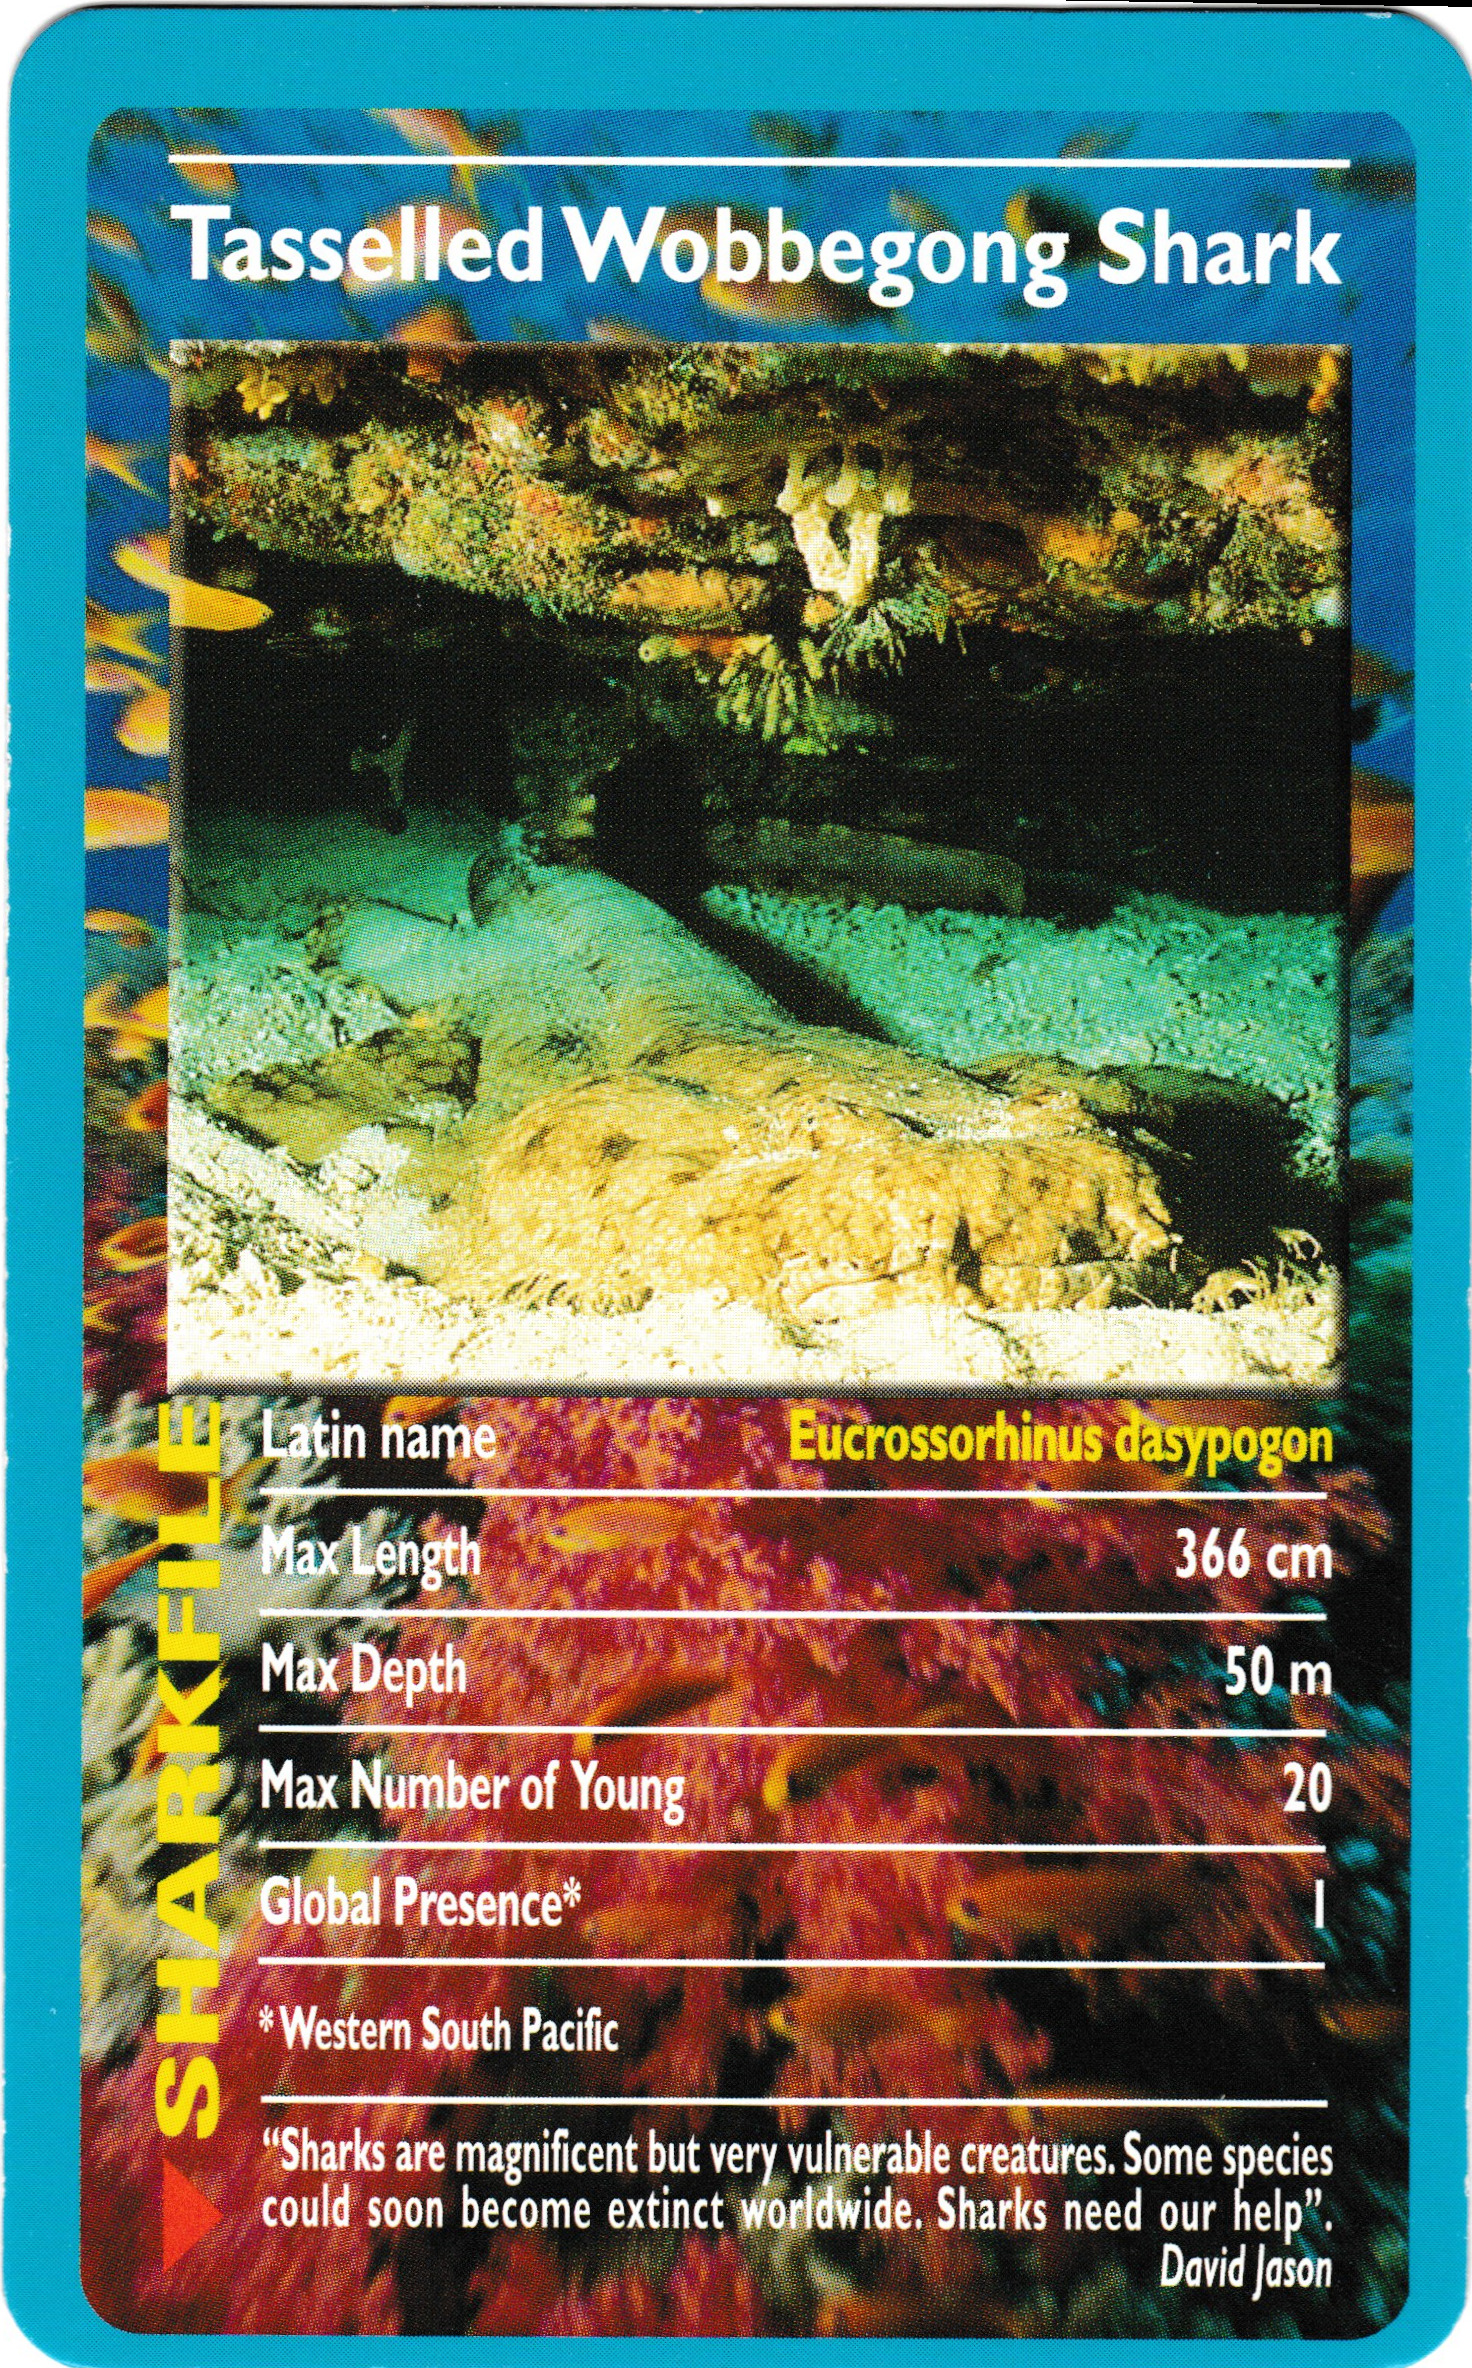 Tasselled Wobbegong Shark
SHARKFILE
Latin name Eucrossorhinus dasypogon
Max Length 366 cm
Max Depth 50 m
Max Number of Young 20
Global Presence* 1
*Western South Pacific
“Sharks are magnificent but very vulnerable creatures. Some species
could soon become extinct worldwide. Sharks need our help”.
David Jason